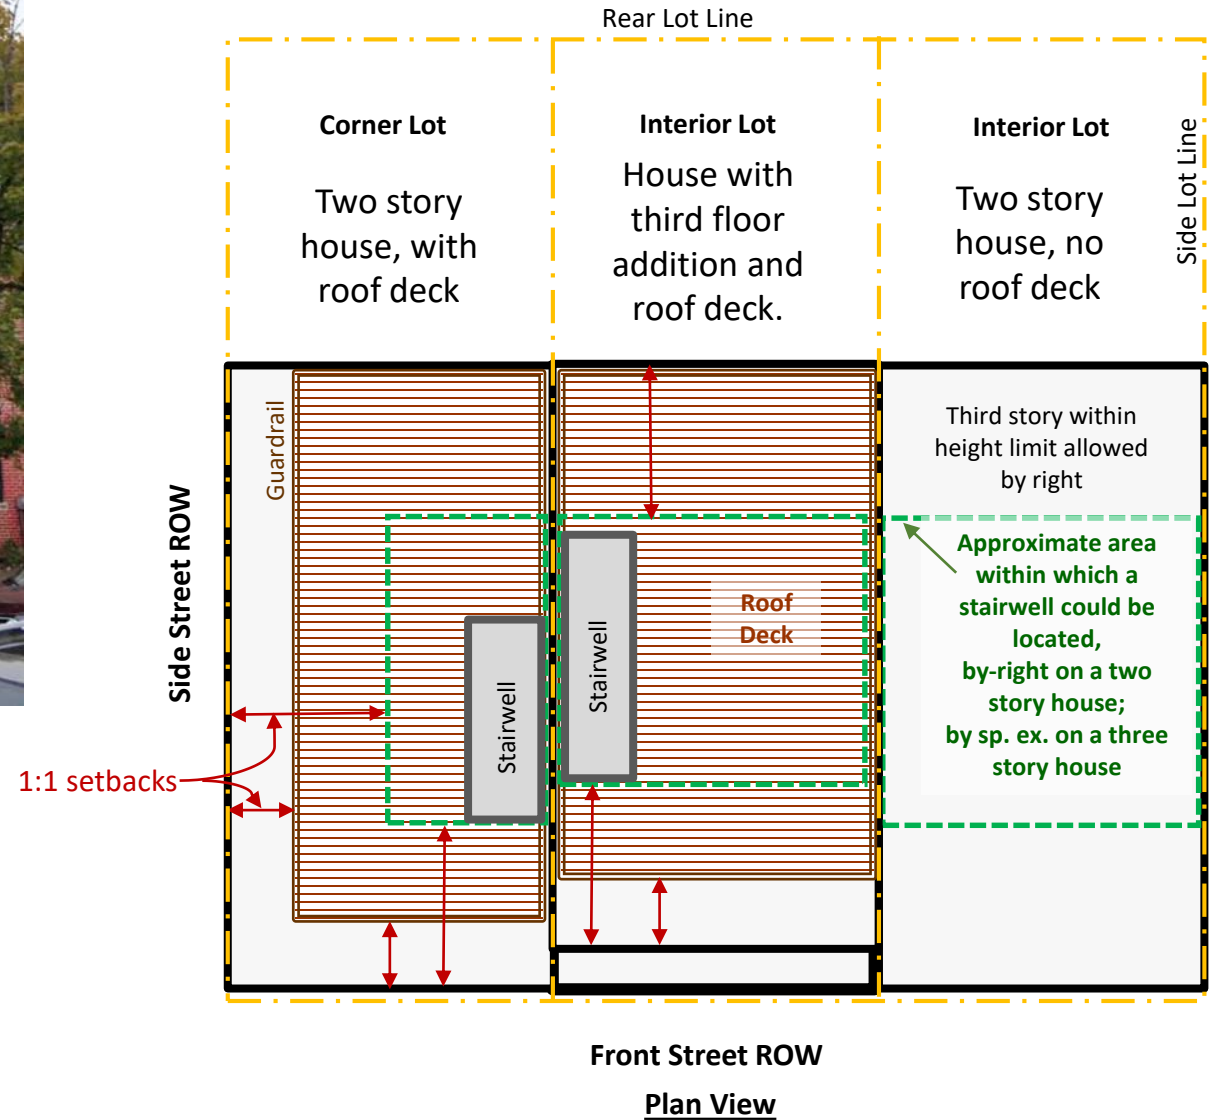 Rear Lot Line
Corner Lot
Two story
house, with
roof deck
Interior Lot
House with
third floor
addition and
roof deck.
Interior Lot
Two story
house, no
roof deck
Side Lot Line
Guardrail
Third story within
height limit allowed
by right
Side Street ROW
Stairwell
Stairwell
Roof
Deck
Approximate area
within which a
stairwell could be
located,
by-right on a two
story house;
by sp. ex. on a three
story house
1:1 setbacks
Front Street ROW
Plan View